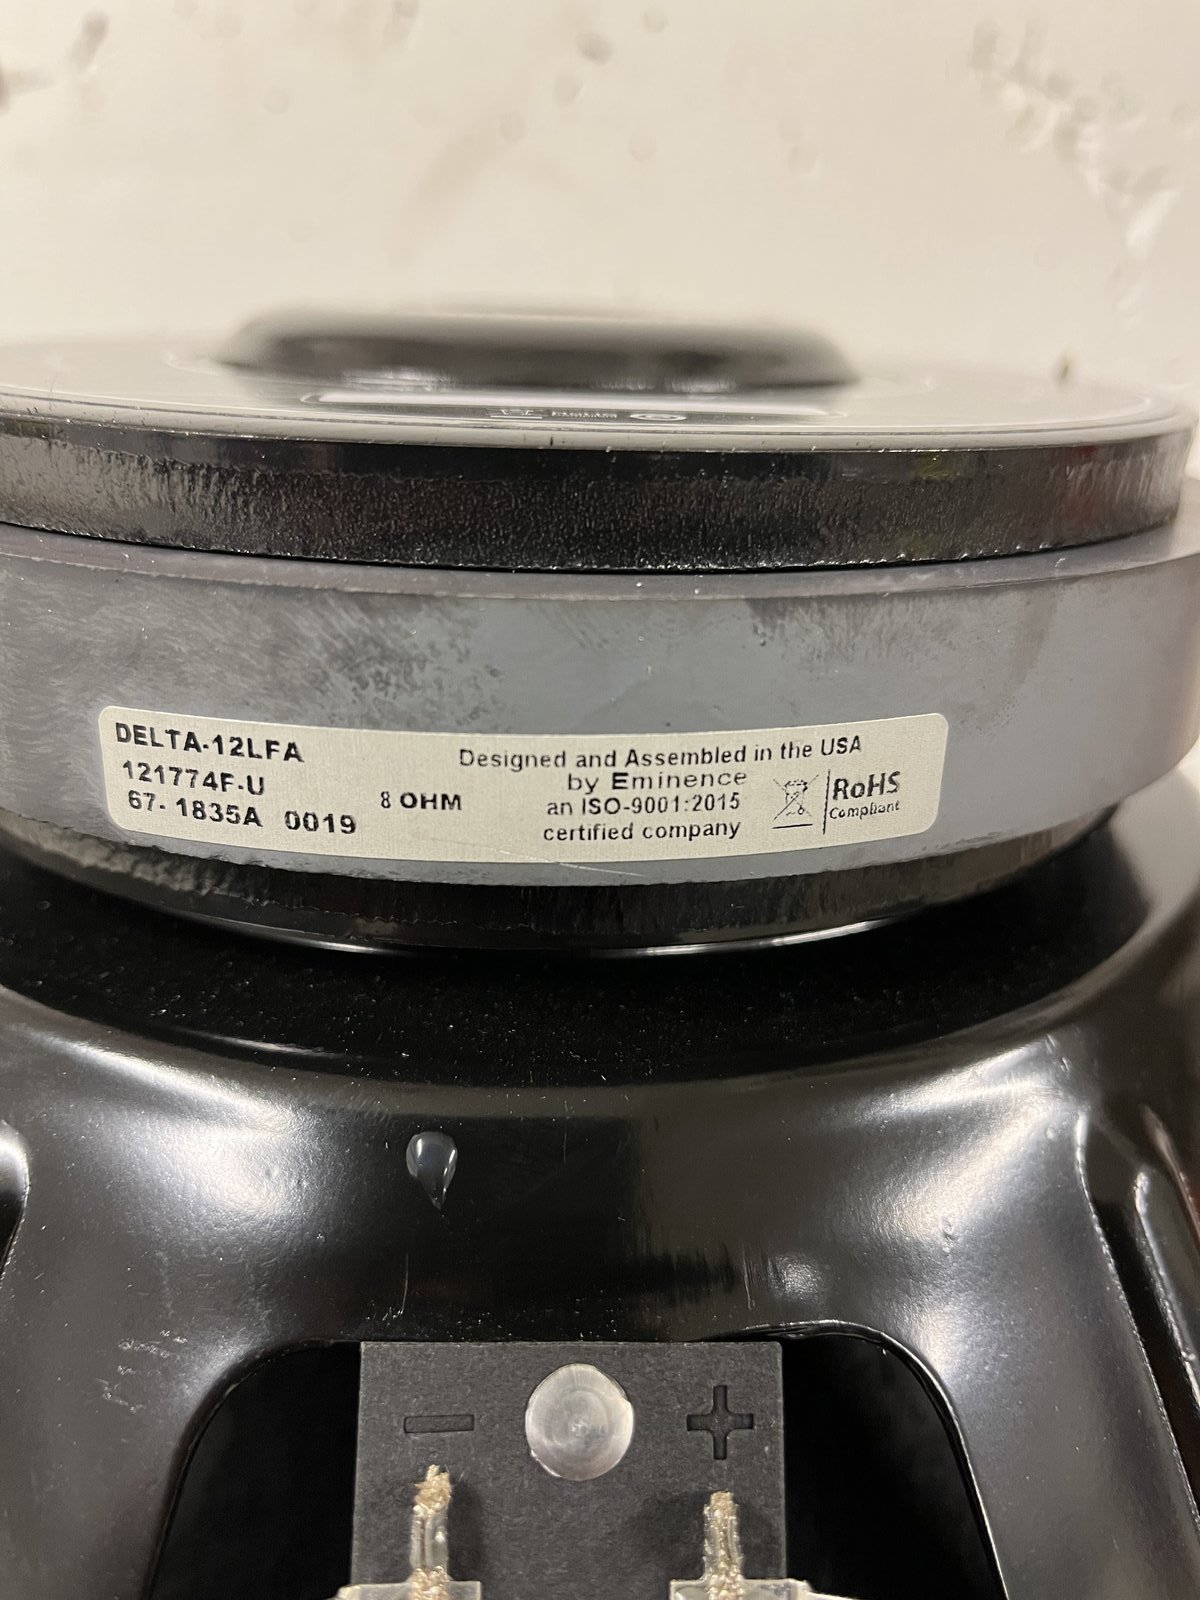 DELTA-12LFA
121774F-U
67- 1835A 0019
8 OHM
Designed and Assembled in the USA
by Eminence
an ISO-9001:2015
certified company
RoHS
Compliant
− +